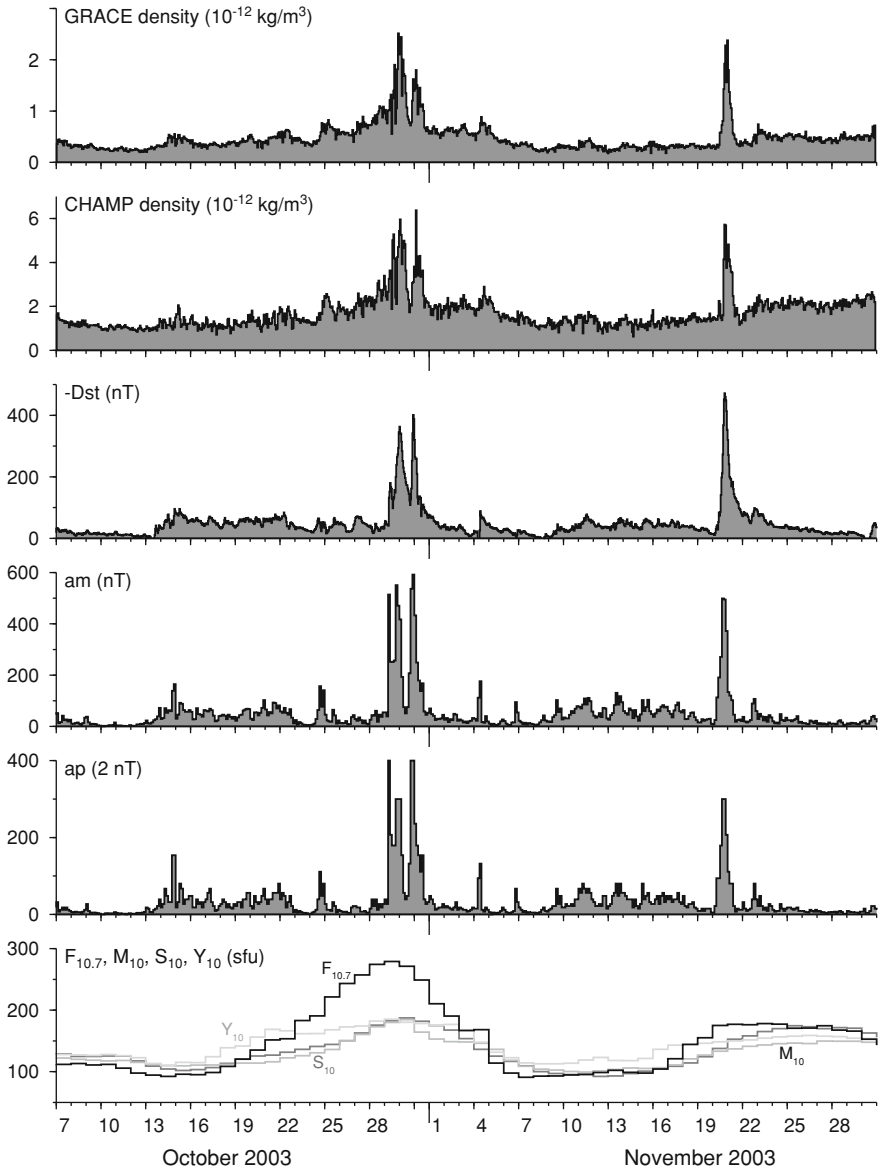 GRACE density (10⁻¹² kg/m³)
2
1
0
CHAMP density (10⁻¹² kg/m³)
6
4
2
0
-Dst (nT)
400
200
0
am (nT)
600
400
200
0
ap (2 nT)
400
200
0
F₁₀.₇, M₁₀, S₁₀, Y₁₀ (sfu)
300
200
100
F₁₀.₇
Y₁₀
S₁₀
M₁₀
7 10 13 16 19 22 25 28 1 4 7 10 13 16 19 22 25 28
October 2003 November 2003